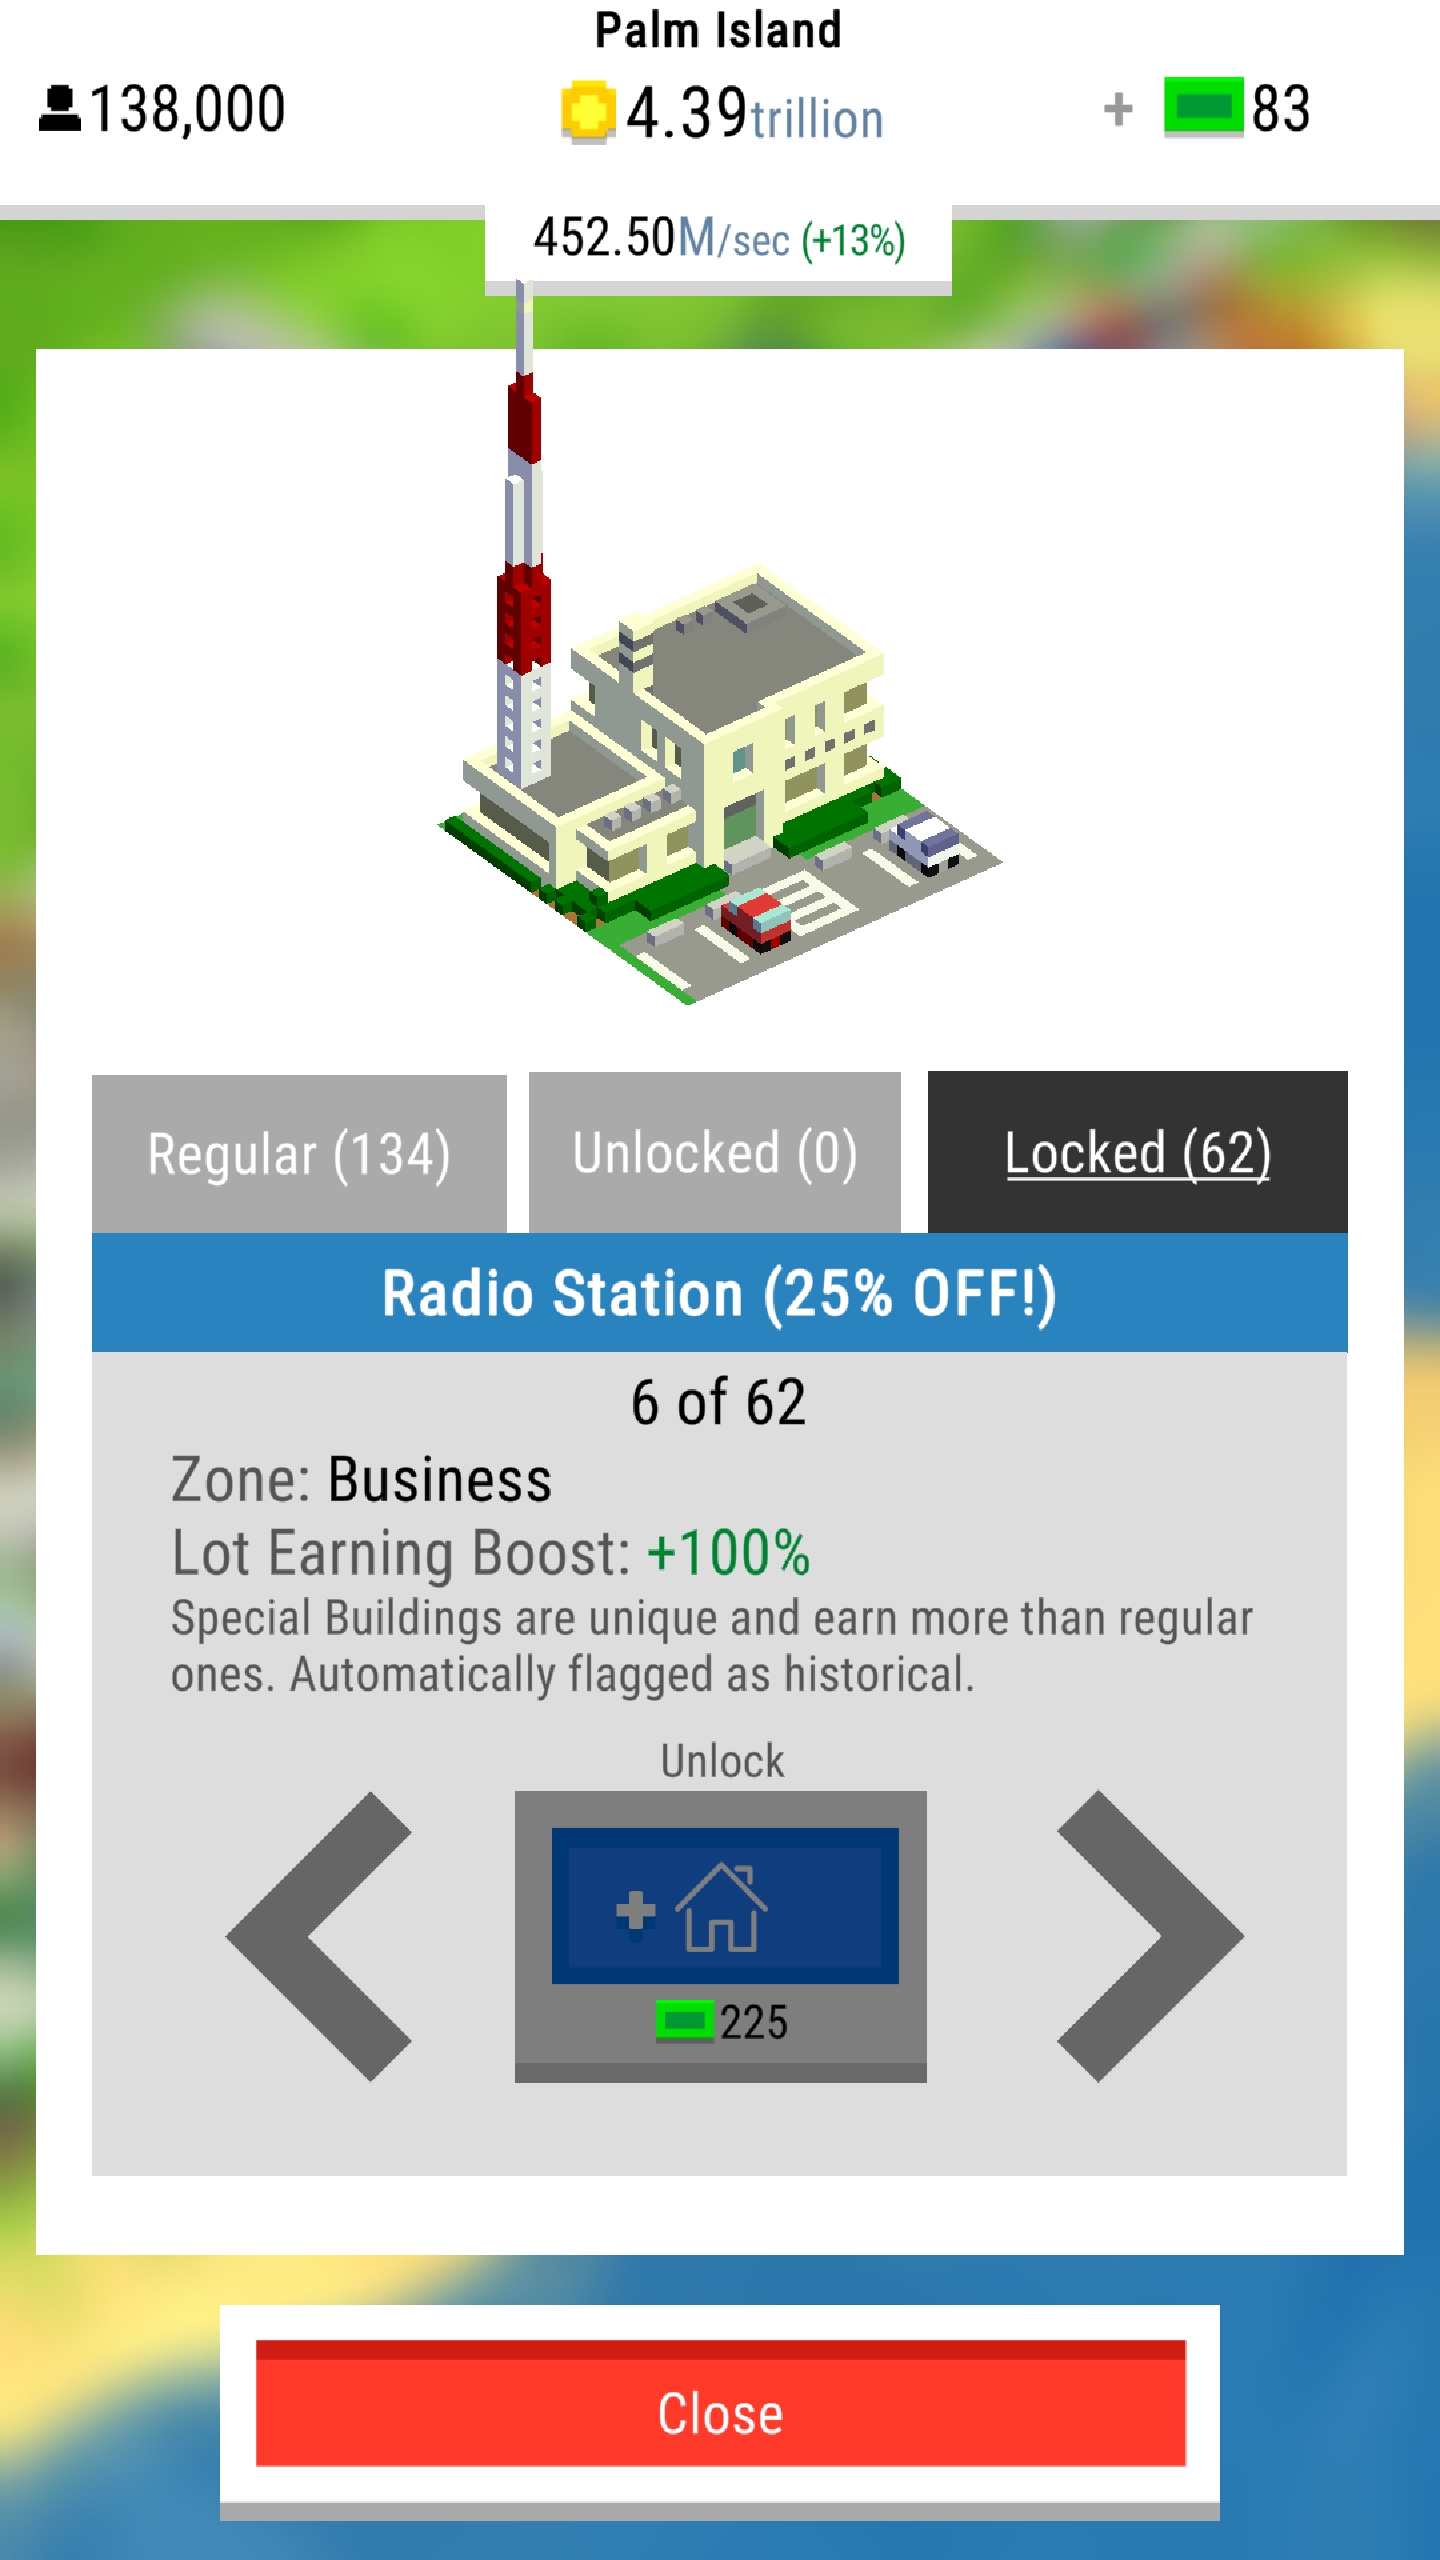 Palm Island
138,000
4.39trillion
+ 83
452.50M/sec (+13%)
Regular (134)
Unlocked (0)
Locked (62)
Radio Station (25% OFF!)
6 of 62
Zone: Business
Lot Earning Boost: +100%
Special Buildings are unique and earn more than regular
ones. Automatically flagged as historical.
Unlock
225
Close